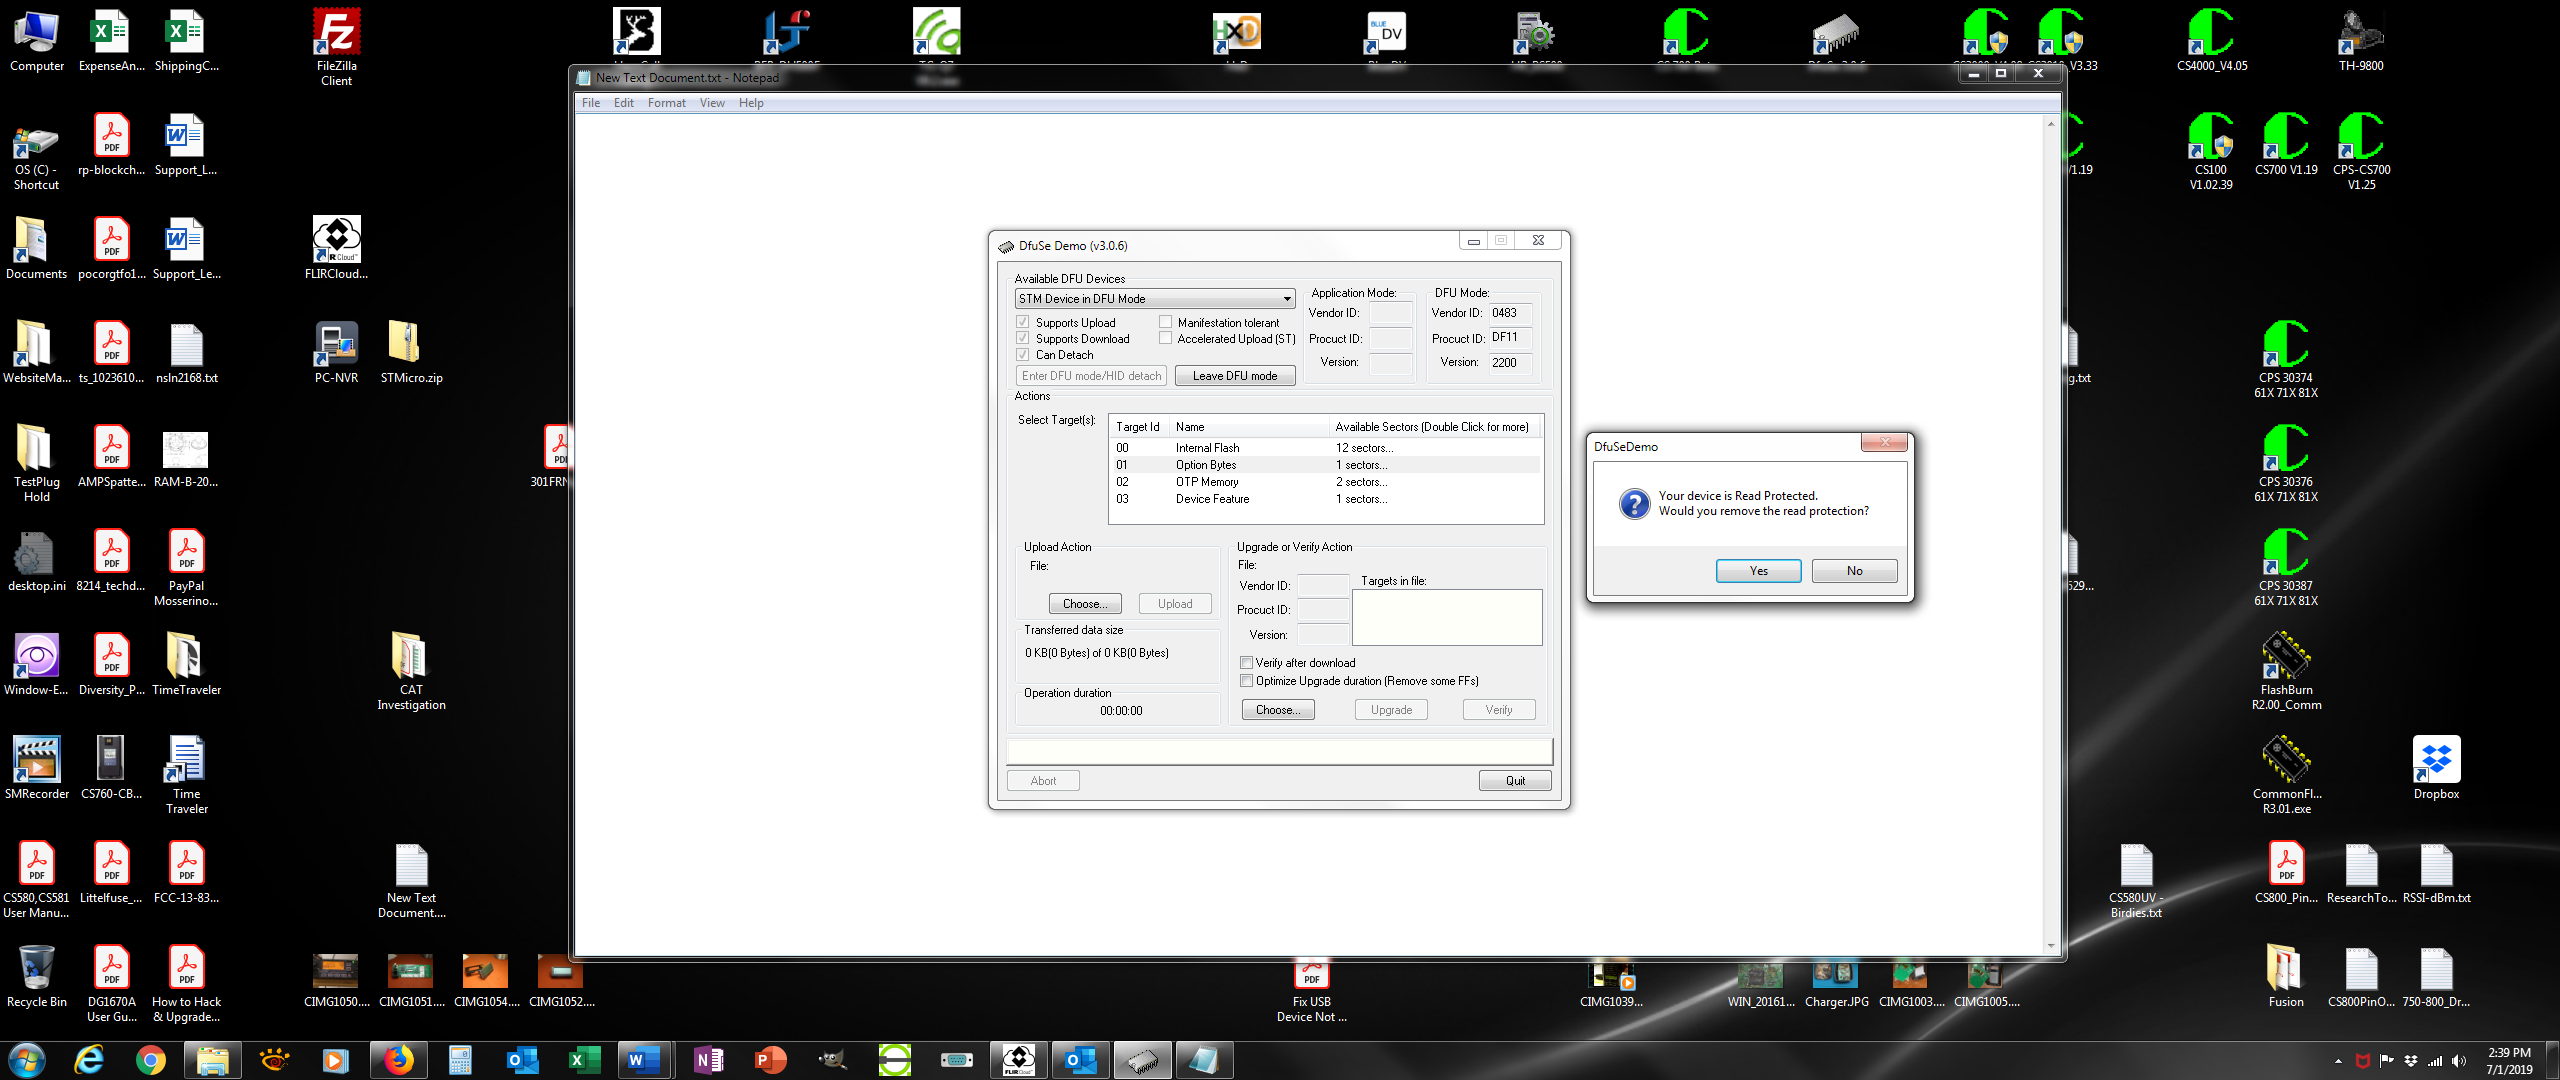 Computer
ExpenseAn...
ShippingC...
FileZilla
Client
CS4000_V4.05
TH-9800
New Text Document.txt - Notepad
File Edit Format View Help
OS (C) -
Shortcut
rp-blockch...
Support_L...
CS100
V1.02.39
CS700 V1.19
CPS-CS700
V1.25
Documents
pocorgtfo1...
Support_Le...
FLIRCloud...
WebsiteMa...
ts_1023610...
nsln2168.txt
PC-NVR
STMicro.zip
CPS 30374
61X 71X 81X
TestPlug
Hold
AMPSpatte...
RAM-B-20...
CPS 30376
61X 71X 81X
desktop.ini
8214_techd...
PayPal
Mosserino...
CPS 30387
61X 71X 81X
Window-E...
Diversity_P...
TimeTraveler
CAT
Investigation
FlashBurn
R2.00_Comm
SMRecorder
CS760-CB...
Time
Traveler
CommonFl...
R3.01.exe
Dropbox
CS580,CS581
User Manu...
Littelfuse_...
FCC-13-83...
New Text
Document....
CS580UV -
Birdies.txt
CS800_Pin...
ResearchTo...
RSSI-dBm.txt
Recycle Bin
DG1670A
User Gu...
How to Hack
& Upgrade...
CIMG1050....
CIMG1051....
CIMG1054....
CIMG1052....
Fix USB
Device Not ...
CIMG1039...
WIN_20161...
Charger.JPG
CIMG1003....
CIMG1005....
Fusion
CS800PinO...
750-800_Dr...
DfuSe Demo (v3.0.6)
Available DFU Devices
STM Device in DFU Mode
Supports Upload
Manifestation tolerant
Supports Download
Accelerated Upload (ST)
Can Detach
Enter DFU mode/HID detach
Leave DFU mode
Application Mode:
Vendor ID:
Procuct ID:
Version:
DFU Mode:
Vendor ID: 0483
Procuct ID: DF11
Version: 2200
Actions
Select Target(s):
Target Id Name Available Sectors (Double Click for more)
00 Internal Flash 12 sectors...
01 Option Bytes 1 sectors...
02 OTP Memory 2 sectors...
03 Device Feature 1 sectors...
Upload Action
File:
Choose... Upload
Transferred data size
0 KB(0 Bytes) of 0 KB(0 Bytes)
Operation duration
00:00:00
Upgrade or Verify Action
File:
Vendor ID:
Procuct ID:
Version:
Targets in file:
Verify after download
Optimize Upgrade duration (Remove some FFs)
Choose... Upgrade Verify
Abort
Quit
DfuSeDemo
Your device is Read Protected.
Would you remove the read protection?
Yes No
2:39 PM
7/1/2019